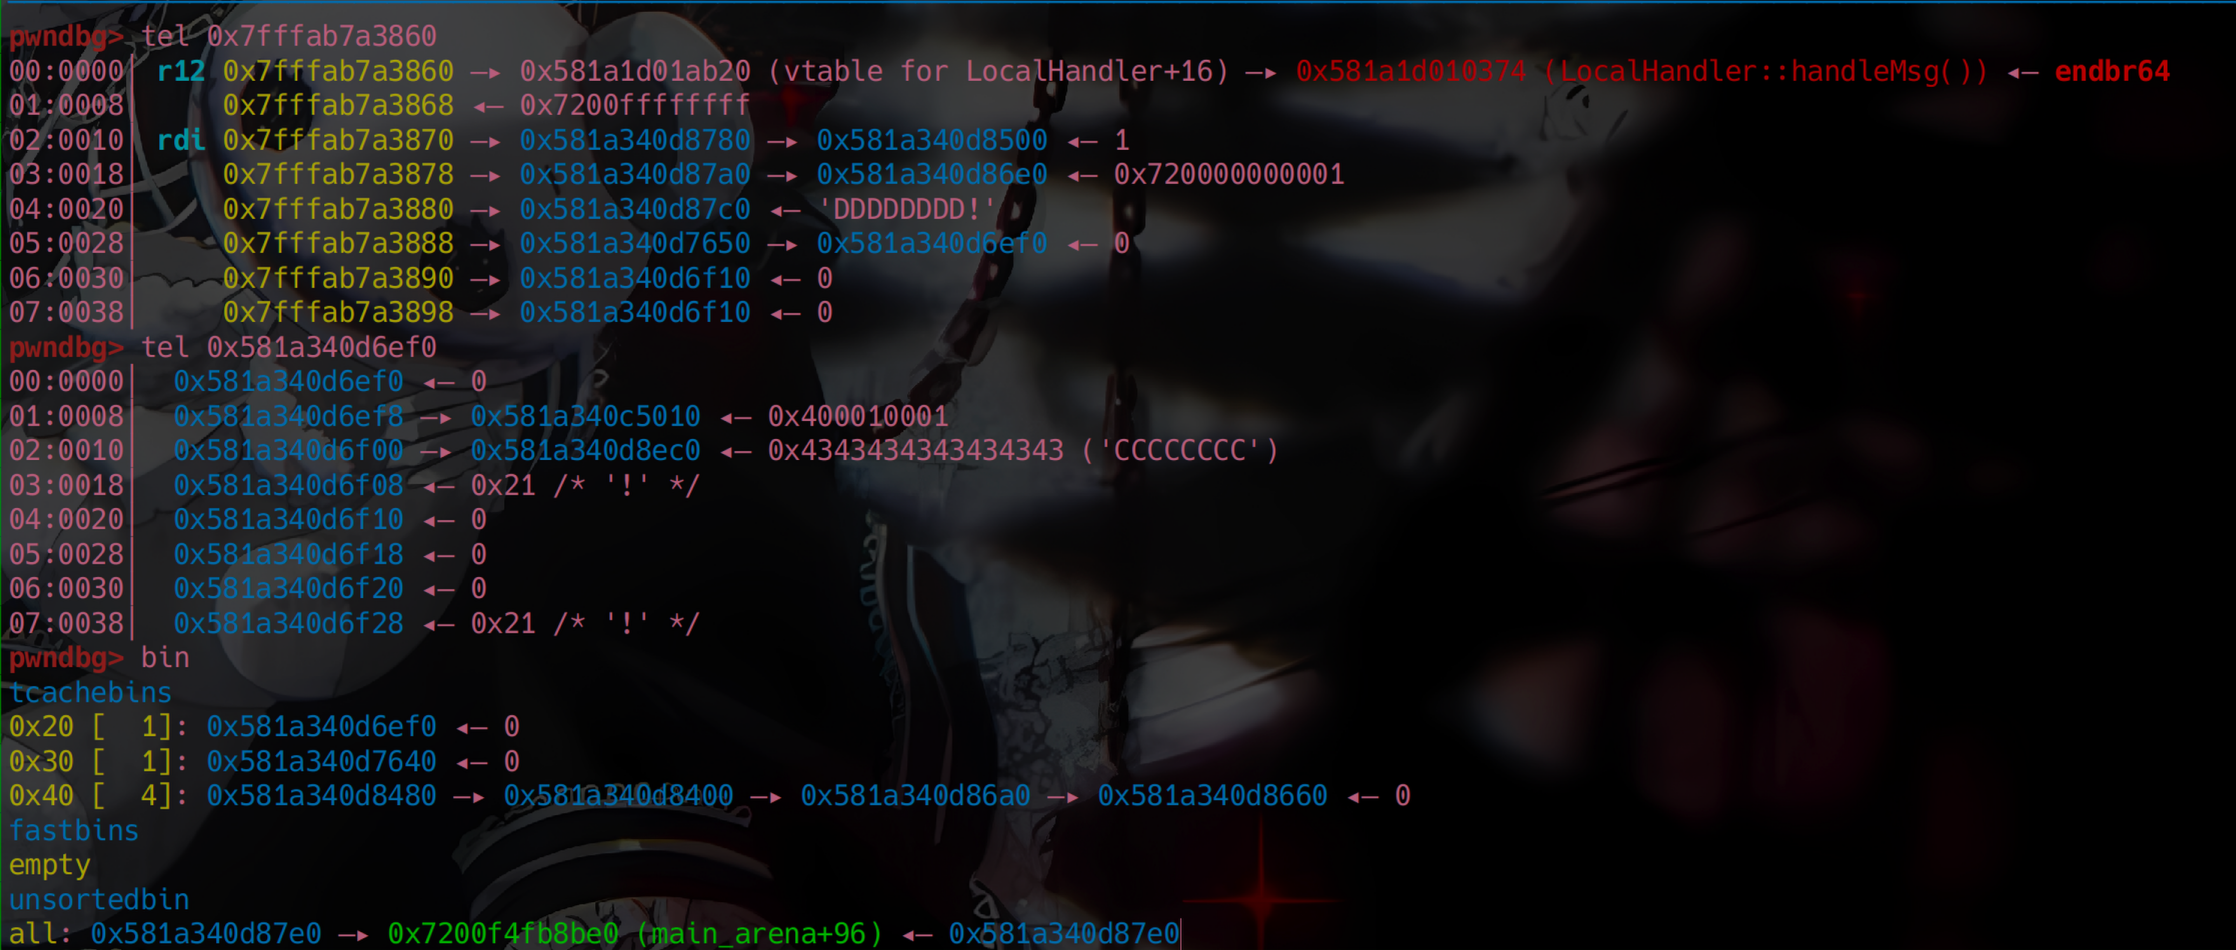 pwndbg> tel 0x7fffab7a3860
00:0000│ r12 0x7fffab7a3860 —▸ 0x581a1d01ab20 (vtable for LocalHandler+16) —▸ 0x581a1d010374 (LocalHandler::handleMsg()) ◂— endbr64
01:0008│     0x7fffab7a3868 ◂— 0x7200ffffffff
02:0010│ rdi 0x7fffab7a3870 —▸ 0x581a340d8780 —▸ 0x581a340d8500 ◂— 1
03:0018│     0x7fffab7a3878 —▸ 0x581a340d87a0 —▸ 0x581a340d86e0 ◂— 0x720000000001
04:0020│     0x7fffab7a3880 —▸ 0x581a340d87c0 ◂— 'DDDDDDDD!'
05:0028│     0x7fffab7a3888 —▸ 0x581a340d7650 —▸ 0x581a340d6ef0 ◂— 0
06:0030│     0x7fffab7a3890 —▸ 0x581a340d6f10 ◂— 0
07:0038│     0x7fffab7a3898 —▸ 0x581a340d6f10 ◂— 0
pwndbg> tel 0x581a340d6ef0
00:0000│  0x581a340d6ef0 ◂— 0
01:0008│  0x581a340d6ef8 —▸ 0x581a340c5010 ◂— 0x400010001
02:0010│  0x581a340d6f00 —▸ 0x581a340d8ec0 ◂— 0x4343434343434343 ('CCCCCCCC')
03:0018│  0x581a340d6f08 ◂— 0x21 /* '!' */
04:0020│  0x581a340d6f10 ◂— 0
05:0028│  0x581a340d6f18 ◂— 0
06:0030│  0x581a340d6f20 ◂— 0
07:0038│  0x581a340d6f28 ◂— 0x21 /* '!' */
pwndbg> bin
tcachebins
0x20 [  1]: 0x581a340d6ef0 ◂— 0
0x30 [  1]: 0x581a340d7640 ◂— 0
0x40 [  4]: 0x581a340d8480 —▸ 0x581a340d8400 —▸ 0x581a340d86a0 —▸ 0x581a340d8660 ◂— 0
fastbins
empty
unsortedbin
all: 0x581a340d87e0 —▸ 0x7200f4fb8be0 (main_arena+96) ◂— 0x581a340d87e0